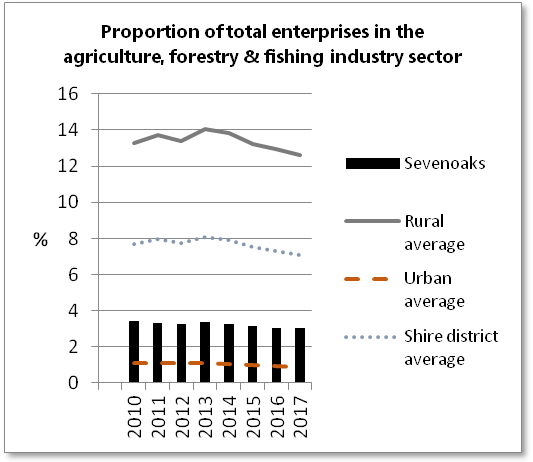 Proportion of total enterprises in the
agriculture, forestry & fishing industry sector
16
14
12
10
8
6
4
2
0
%
2010
2011
2012
2013
2014
2015
2016
2017
Sevenoaks
Rural
average
Urban
average
Shire district
average